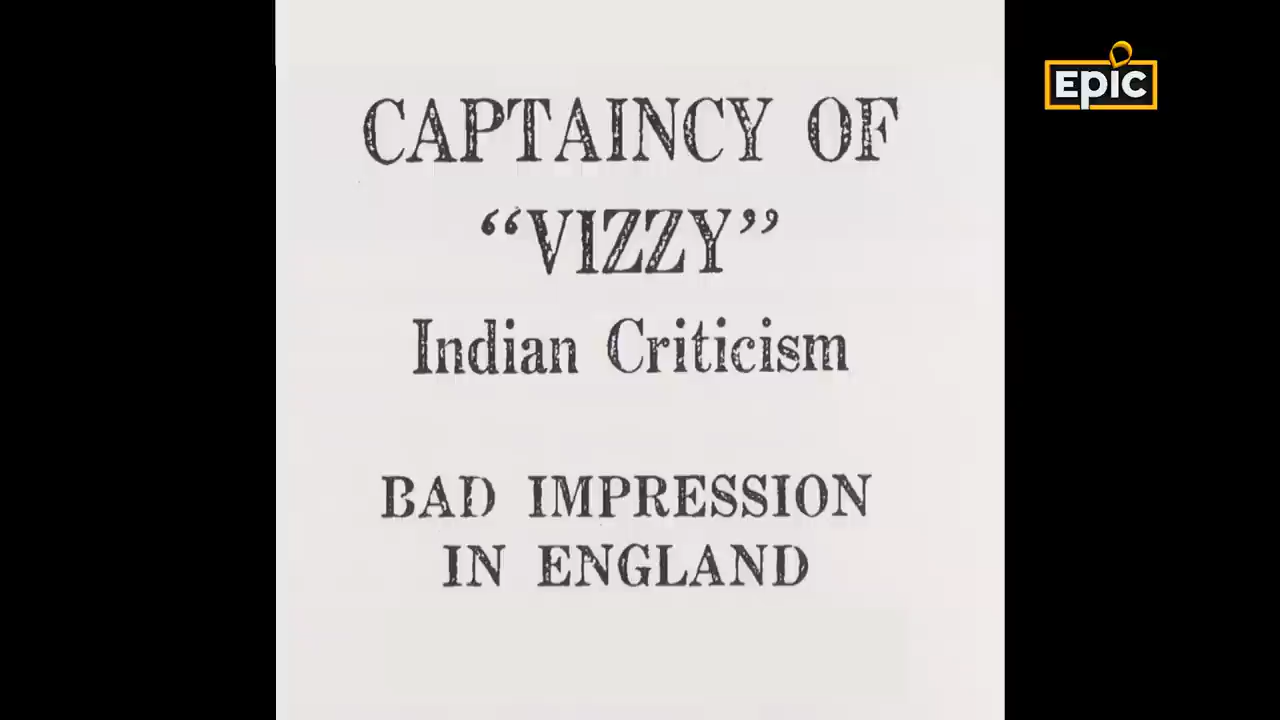 EPIC
CAPTAINCY OF
“VIZZY”
Indian Criticism
BAD IMPRESSION
IN ENGLAND